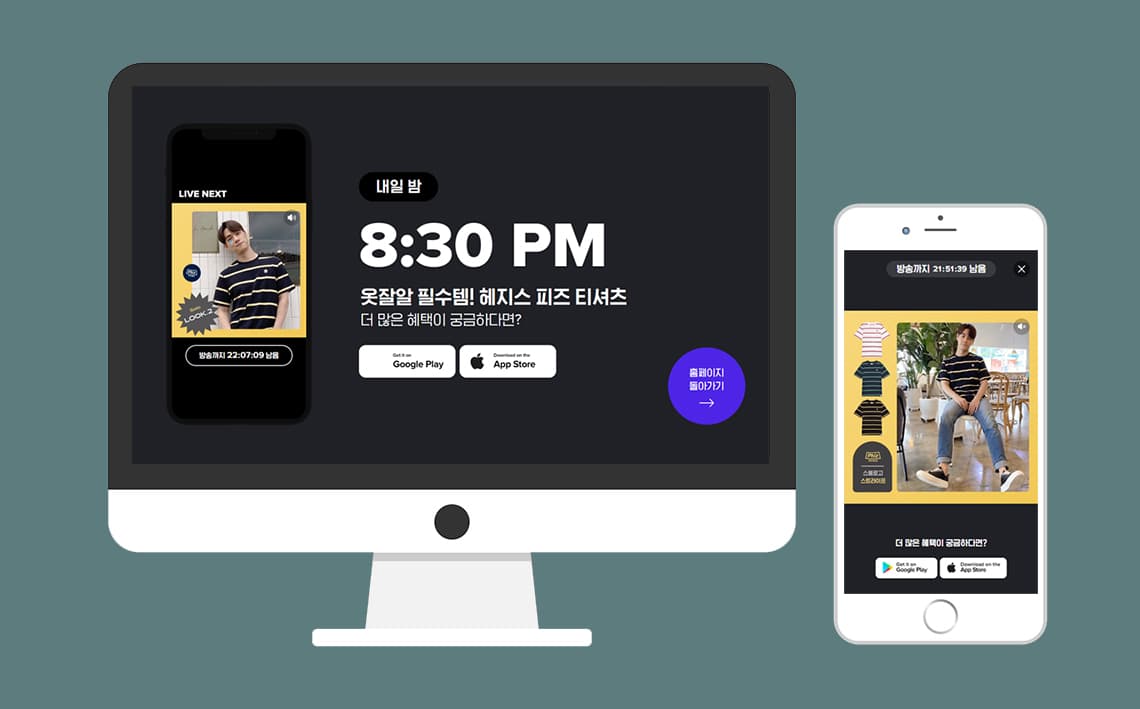 LIVE NEXT
LOOK.2
방송까지 22:07:09 남음
내일 밤
8:30 PM
옷잘알 필수템! 헤지스 피즈 티셔츠
더 많은 혜택이 궁금하다면?
Get it on
Google Play
Download on the
App Store
홈페이지
돌아가기
방송까지 21:51:39 남음
스몰로고
스트라이프
더 많은 혜택이 궁금하다면?
Get it on
Google Play
Download on the
App Store